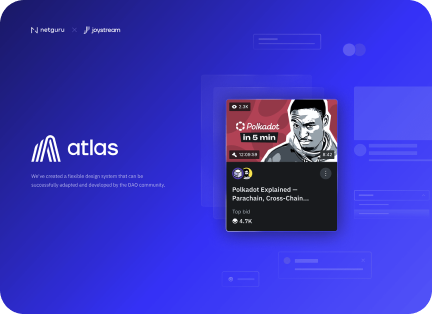 netguru × joystream
atlas
We've created a flexible design system that can be
successfully adapted and developed by the DAO community.
2.3K
Polkadot
in 5 min
12:09:59
8:42
Polkadot Explained —
Parachain, Cross-Chain...
Top bid
4.7K